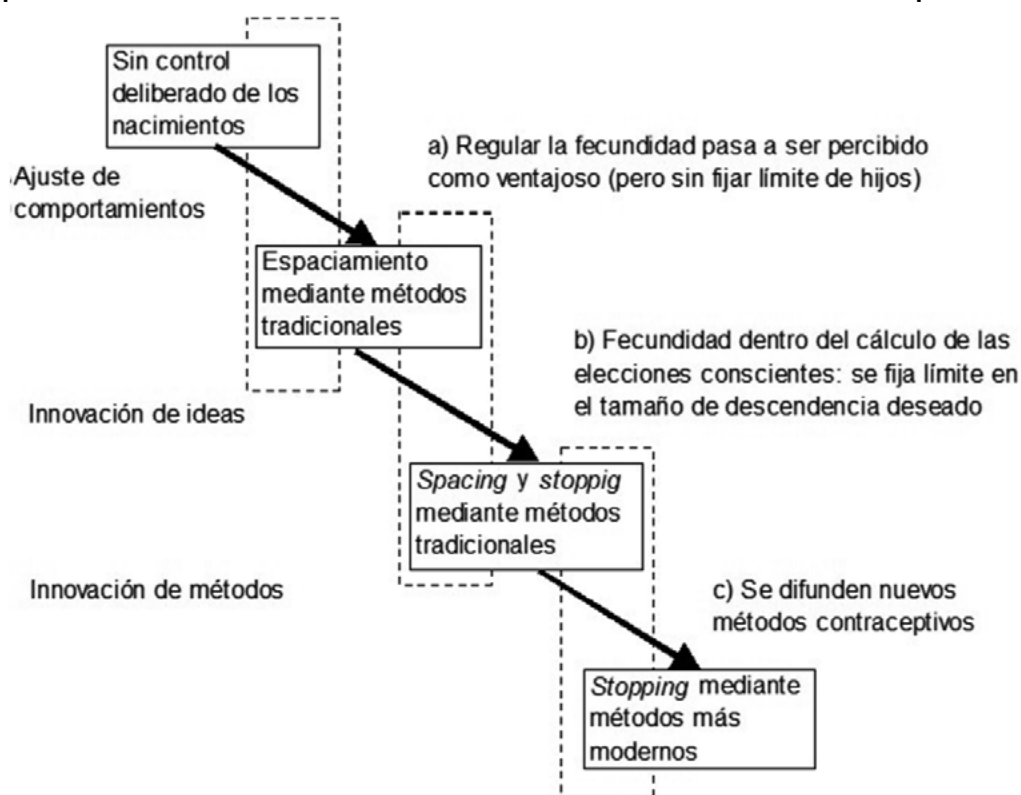 Sin control
deliberado de los
nacimientos
a) Regular la fecundidad pasa a ser percibido
como ventajoso (pero sin fijar límite de hijos)
Ajuste de
comportamientos
Espaciamiento
mediante métodos
tradicionales
b) Fecundidad dentro del cálculo de las
elecciones conscientes: se fija límite en
el tamaño de descendencia deseado
Innovación de ideas
Spacing y stoppig
mediante métodos
tradicionales
Innovación de métodos
c) Se difunden nuevos
métodos contraceptivos
Stopping mediante
métodos más
modernos